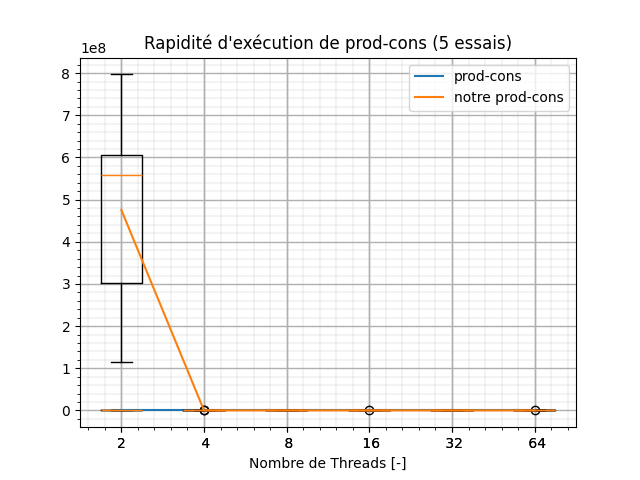 Rapidité d'exécution de prod-cons (5 essais)
1e8
prod-cons
notre prod-cons
8
7
6
5
4
3
2
1
0
2 4 8 16 32 64
Nombre de Threads [-]